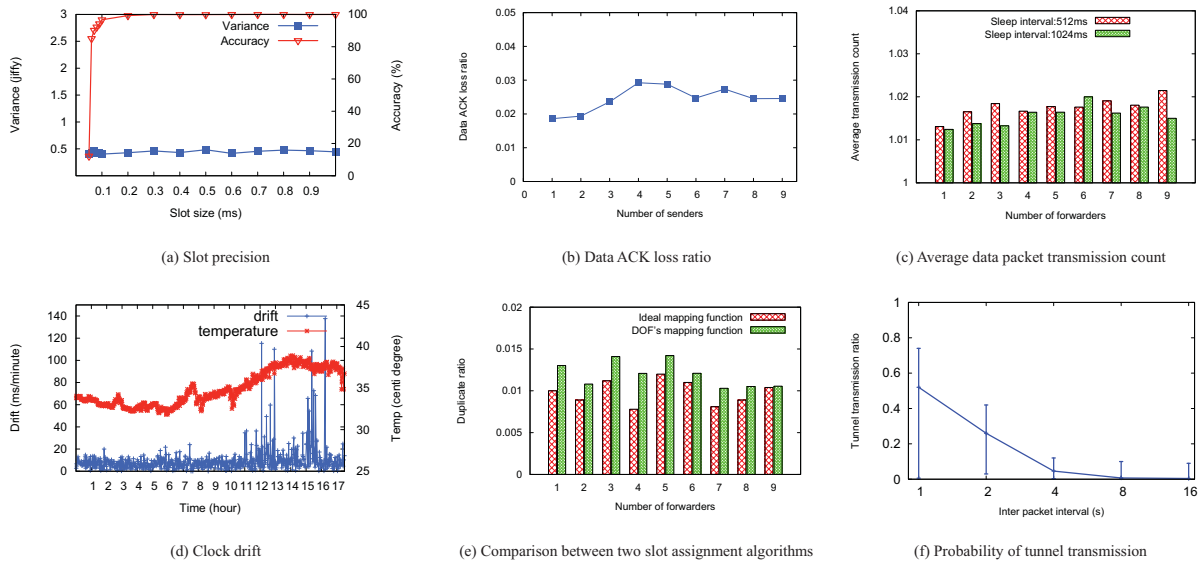 3
2.5
2
1.5
1
0.5
Variance (jiffy)
Variance
Accuracy
100
80
60
40
20
0
Accuracy (%)
0.1 0.2 0.3 0.4 0.5 0.6 0.7 0.8 0.9
Slot size (ms)
(a) Slot precision
0.05
0.04
0.03
0.02
0.01
0.00
Data ACK loss ratio
0 1 2 3 4 5 6 7 8 9
Number of senders
(b) Data ACK loss ratio
1.04
1.03
1.02
1.01
1
Average transmission count
Sleep interval:512ms
Sleep interval:1024ms
1 2 3 4 5 6 7 8 9
Number of forwarders
(c) Average data packet transmission count
140
120
100
80
60
40
20
0
Drift (ms/minute)
drift
temperature
45
40
35
30
25
Temp (centi degree)
1 2 3 4 5 6 7 8 9 10 11 12 13 14 15 16 17
Time (hour)
(d) Clock drift
0.02
0.015
0.01
0.005
0
Duplicate ratio
Ideal mapping function
DOF's mapping function
1 2 3 4 5 6 7 8 9
Number of forwarders
(e) Comparison between two slot assignment algorithms
1
0.8
0.6
0.4
0.2
0
Tunnel transmission ratio
1 2 4 8 16
Inter packet interval (s)
(f) Probability of tunnel transmission